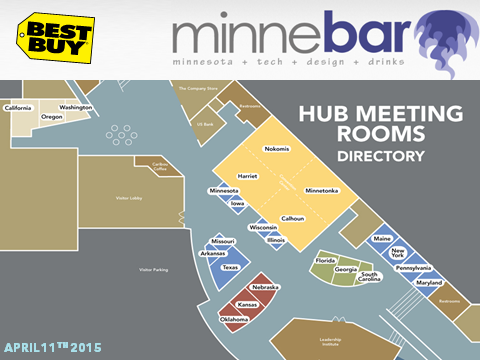 BEST
BUY
minnebar
minnesota + tech + design + drinks
HUB MEETING
ROOMS
DIRECTORY
The Company Store
Restrooms
US Bank
California
Washington
Oregon
Caribou
Coffee
Visitor Lobby
Visitor Parking
Nokomis
Harriet
Minnetonka
Calhoun
Minnesota
Iowa
Wisconsin
Illinois
Missouri
Arkansas
Texas
Nebraska
Kansas
Oklahoma
Florida
Georgia
South
Carolina
Maine
New
York
Pennsylvania
Maryland
Restrooms
Leadership
Institute
APRIL 11TH 2015